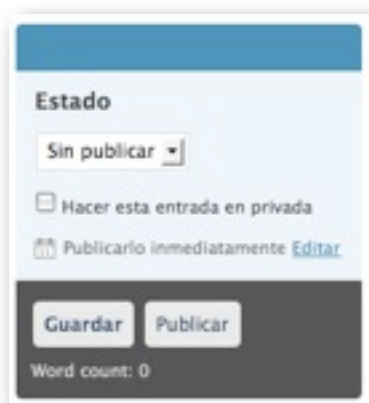 Estado
Sin publicar
Hacer esta entrada en privada
Publicarlo inmediatamente Editar
Guardar Publicar
Word count: 0